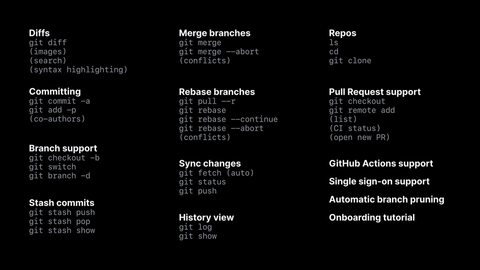 Diffs
git diff
(images)
(search)
(syntax highlighting)
Committing
git commit -a
git add -p
(co-authors)
Branch support
git checkout -b
git switch
git branch -d
Stash commits
git stash push
git stash pop
git stash show
Merge branches
git merge
git merge --abort
(conflicts)
Rebase branches
git pull --r
git rebase
git rebase --continue
git rebase --abort
(conflicts)
Sync changes
git fetch (auto)
git status
git push
History view
git log
git show
Repos
ls
cd
git clone
Pull Request support
git checkout
git remote add
(list)
(CI status)
(open new PR)
GitHub Actions support
Single sign-on support
Automatic branch pruning
Onboarding tutorial